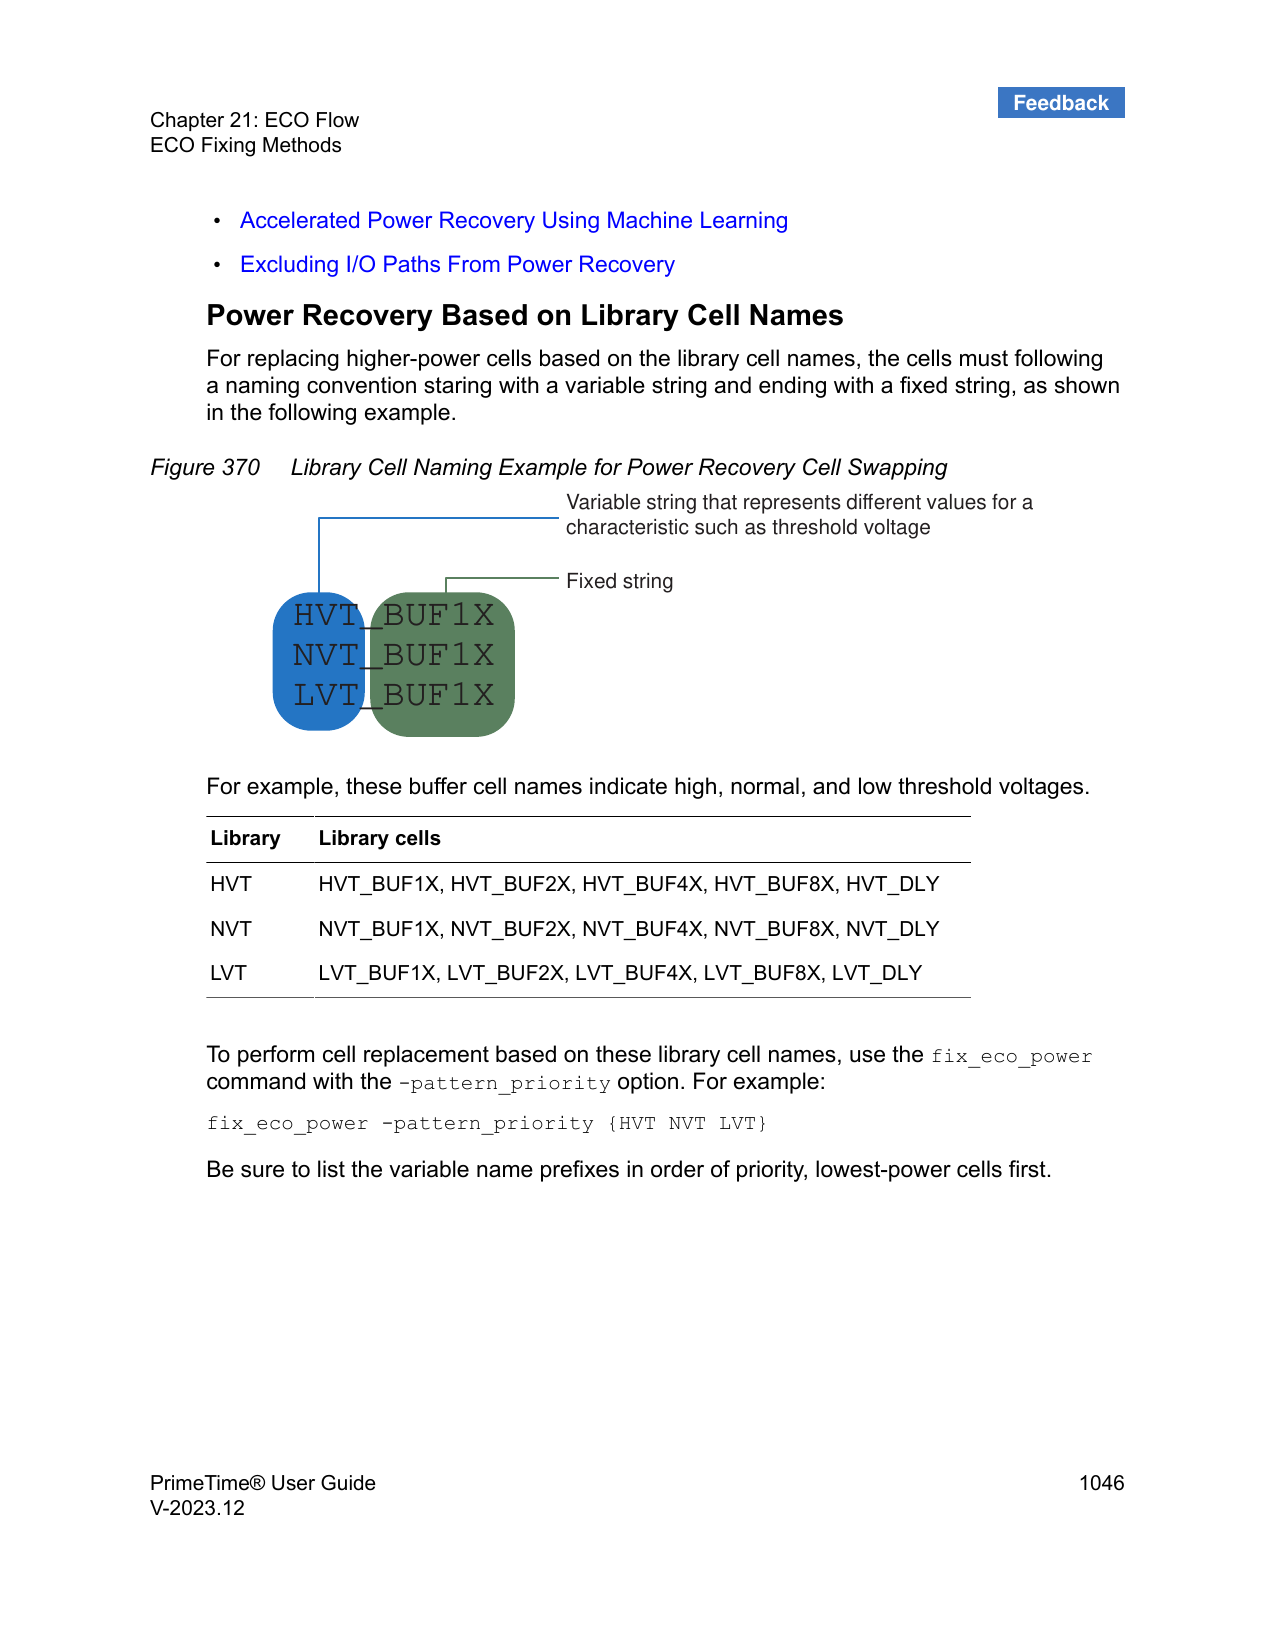 Feedback
Chapter 21: ECO Flow
ECO Fixing Methods
• Accelerated Power Recovery Using Machine Learning
• Excluding I/O Paths From Power Recovery
Power Recovery Based on Library Cell Names
For replacing higher-power cells based on the library cell names, the cells must following
a naming convention staring with a variable string and ending with a fixed string, as shown
in the following example.
Figure 370 Library Cell Naming Example for Power Recovery Cell Swapping
Variable string that represents different values for a
characteristic such as threshold voltage
Fixed string
HVT_BUF1X
NVT_BUF1X
LVT_BUF1X
For example, these buffer cell names indicate high, normal, and low threshold voltages.
Library Library cells
HVT HVT_BUF1X, HVT_BUF2X, HVT_BUF4X, HVT_BUF8X, HVT_DLY
NVT NVT_BUF1X, NVT_BUF2X, NVT_BUF4X, NVT_BUF8X, NVT_DLY
LVT LVT_BUF1X, LVT_BUF2X, LVT_BUF4X, LVT_BUF8X, LVT_DLY
To perform cell replacement based on these library cell names, use the fix_eco_power
command with the -pattern_priority option. For example:
fix_eco_power -pattern_priority {HVT NVT LVT}
Be sure to list the variable name prefixes in order of priority, lowest-power cells first.
PrimeTime® User Guide 1046
V-2023.12